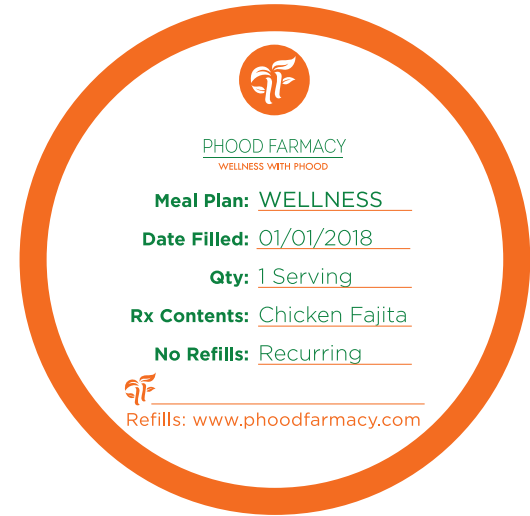 PHOOD FARMACY
WELLNESS WITH PHOOD
Meal Plan: WELLNESS
Date Filled: 01/01/2018
Qty: 1 Serving
Rx Contents: Chicken Fajita
No Refills: Recurring
Refills: www.phoodfarmacy.com